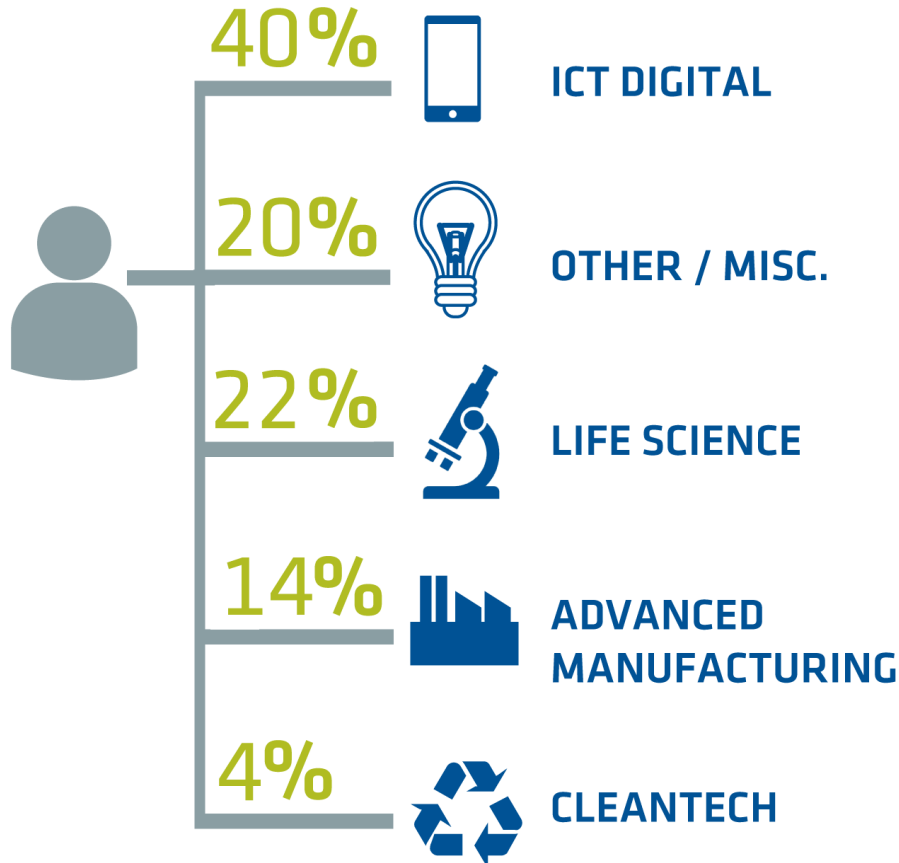 40%
ICT DIGITAL
20%
OTHER / MISC.
22%
LIFE SCIENCE
14%
ADVANCED
MANUFACTURING
4%
CLEANTECH